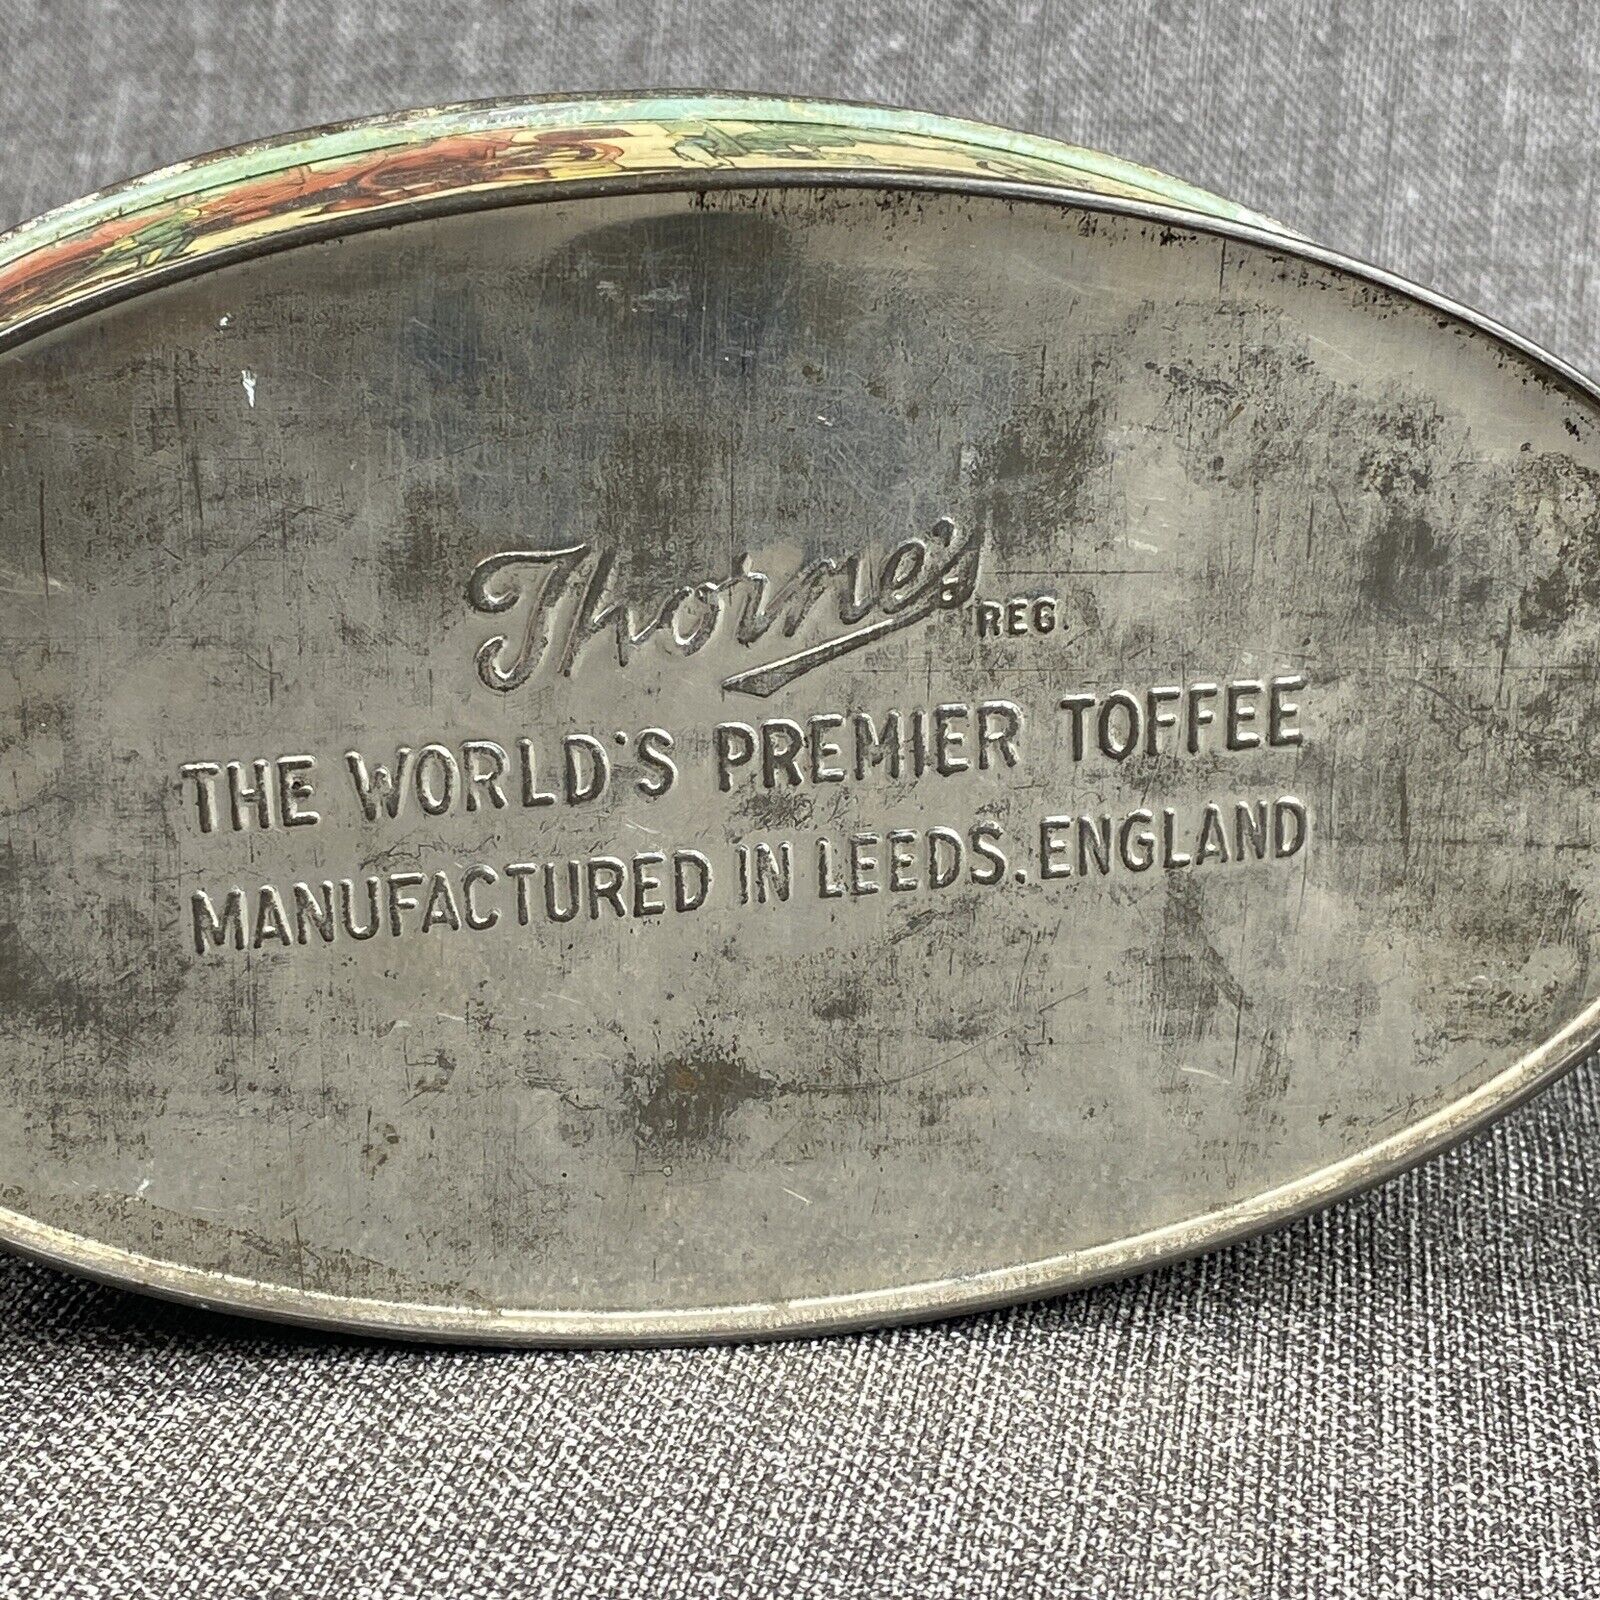 Thorne's REG.
THE WORLD'S PREMIER TOFFEE
MANUFACTURED IN LEEDS. ENGLAND